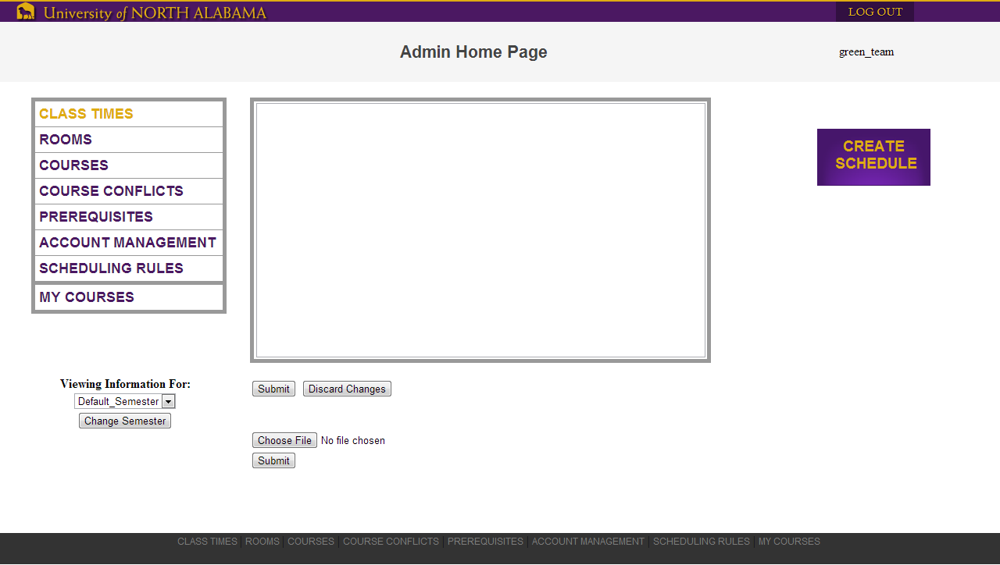 University of NORTH ALABAMA
LOG OUT
Admin Home Page
green_team
CLASS TIMES
ROOMS
COURSES
COURSE CONFLICTS
PREREQUISITES
ACCOUNT MANAGEMENT
SCHEDULING RULES
MY COURSES
CREATE
SCHEDULE
Viewing Information For:
Default_Semester
Change Semester
Submit Discard Changes
Choose File No file chosen
Submit
CLASS TIMES | ROOMS | COURSES | COURSE CONFLICTS | PREREQUISITES | ACCOUNT MANAGEMENT | SCHEDULING RULES | MY COURSES